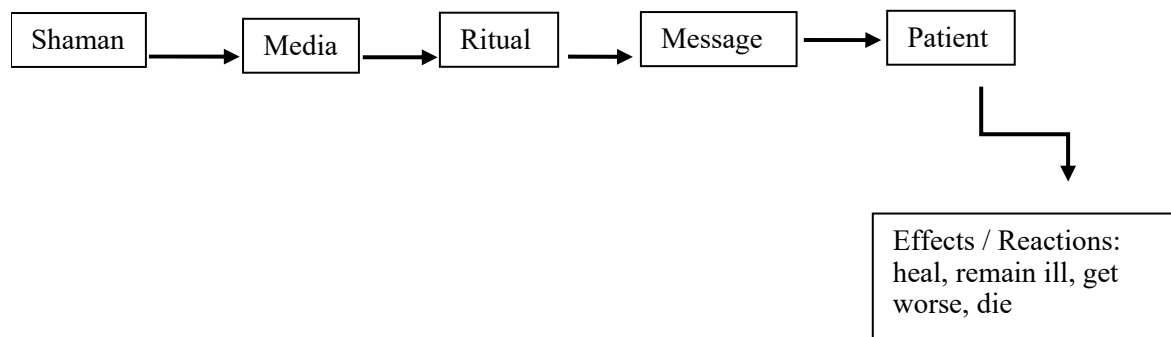 Shaman
Media
Ritual
Message
Patient
Effects / Reactions:
heal, remain ill, get
worse, die